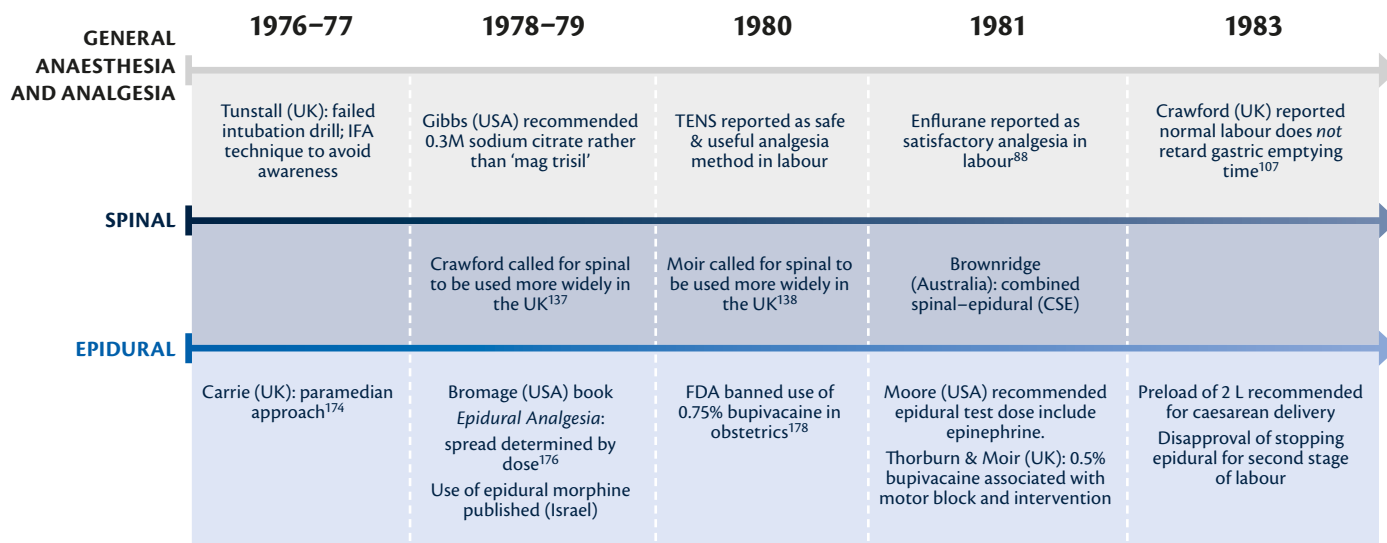 1976–77
1978–79
1980
1981
1983
GENERAL
ANAESTHESIA
AND ANALGESIA
Tunstall (UK): failed
intubation drill; IFA
technique to avoid
awareness
Gibbs (USA) recommended
0.3M sodium citrate rather
than ‘mag trisil’
TENS reported as safe
& useful analgesia
method in labour
Enflurane reported as
satisfactory analgesia in
labour88
Crawford (UK) reported
normal labour does not
retard gastric emptying
time107
SPINAL
Crawford called for spinal
to be used more widely in
the UK137
Moir called for spinal to
be used more widely in
the UK138
Brownridge
(Australia): combined
spinal–epidural (CSE)
EPIDURAL
Carrie (UK): paramedian
approach174
Bromage (USA) book
Epidural Analgesia:
spread determined by
dose176
Use of epidural morphine
published (Israel)
FDA banned use of
0.75% bupivacaine in
obstetrics178
Moore (USA) recommended
epidural test dose include
epinephrine.
Thorburn & Moir (UK): 0.5%
bupivacaine associated with
motor block and intervention
Preload of 2 L recommended
for caesarean delivery
Disapproval of stopping
epidural for second stage
of labour